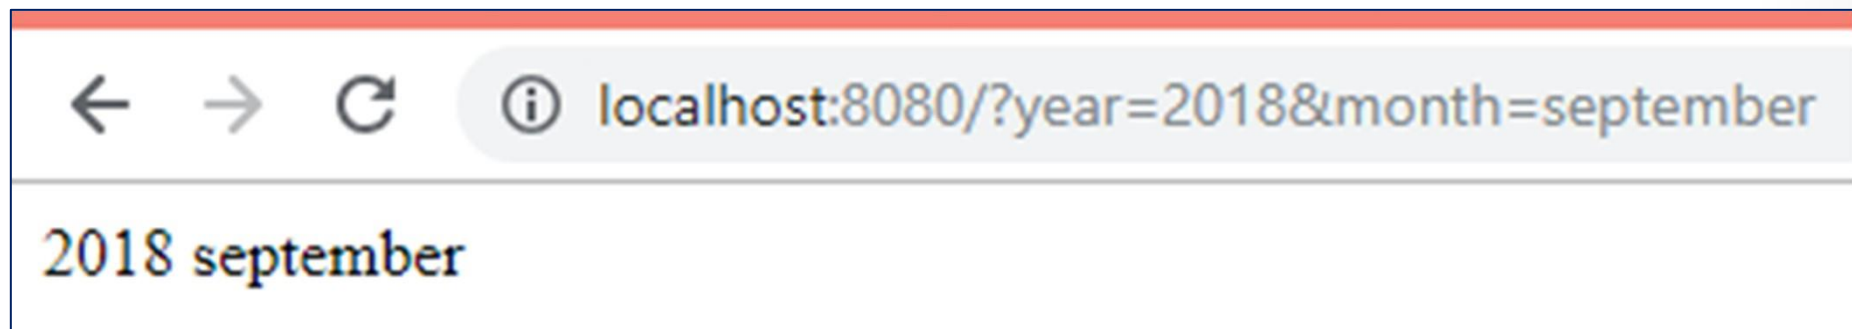 localhost:8080/?year=2018&month=september
2018 september